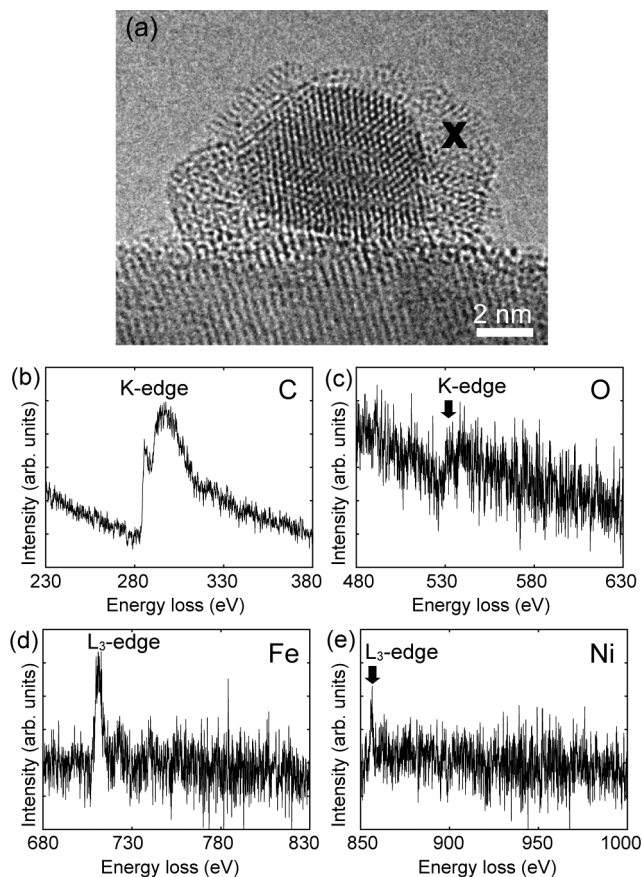 (a)
X
2 nm
(b)
K-edge
C
Intensity (arb. units)
230
280
330
380
Energy loss (eV)
(c)
K-edge
O
Intensity (arb. units)
480
530
580
630
Energy loss (eV)
(d)
L₃-edge
Fe
Intensity (arb. units)
680
730
780
830
Energy loss (eV)
(e)
L₃-edge
Ni
Intensity (arb. units)
850
900
950
1000
Energy loss (eV)